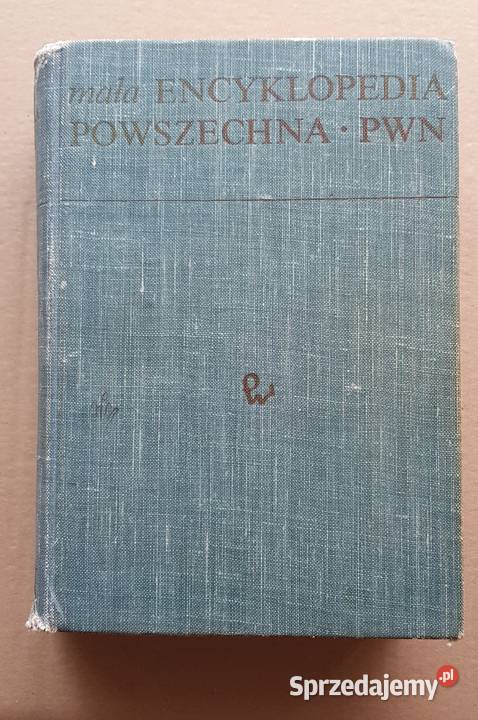 mała ENCYKLOPEDIA
POWSZECHNA · PWN
Sprzedajemy.pl